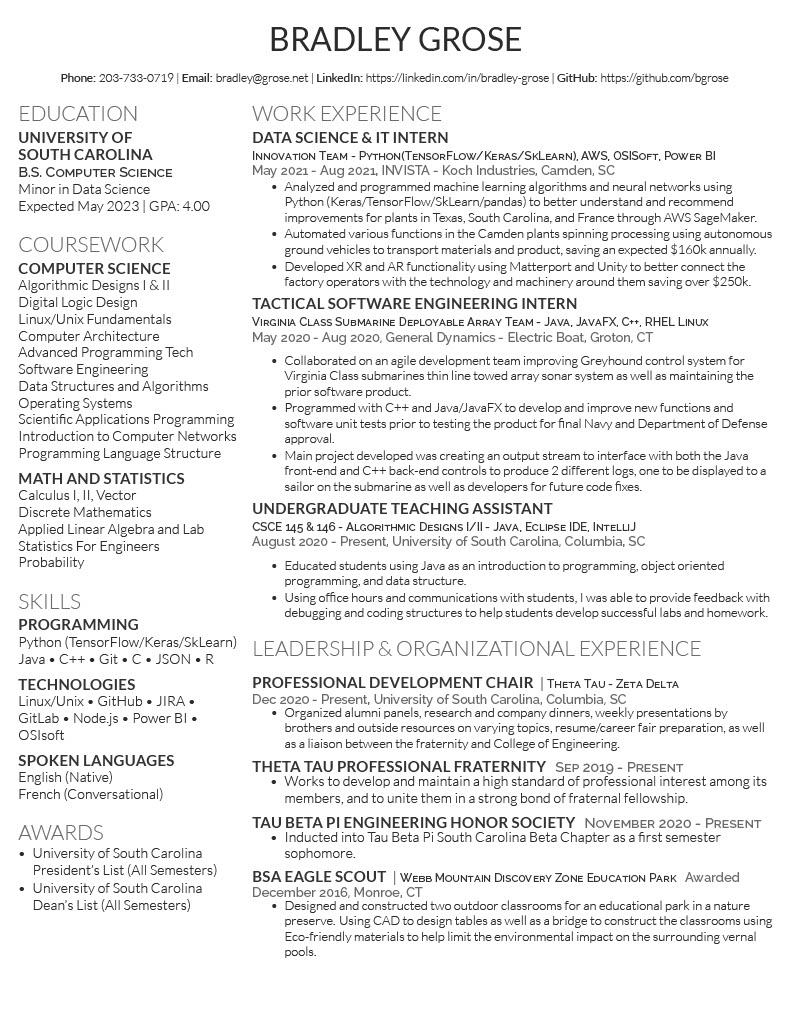 BRADLEY GROSE
Phone: 203-733-0719 | Email: bradley@grose.net | LinkedIn: https://linkedin.com/in/bradley-grose | GitHub: https://github.com/bgrose
EDUCATION
UNIVERSITY OF
SOUTH CAROLINA
B.S. COMPUTER SCIENCE
Minor in Data Science
Expected May 2023 | GPA: 4.00
COURSEWORK
COMPUTER SCIENCE
Algorithmic Designs I & II
Digital Logic Design
Linux/Unix Fundamentals
Computer Architecture
Advanced Programming Tech
Software Engineering
Data Structures and Algorithms
Operating Systems
Scientific Applications Programming
Introduction to Computer Networks
Programming Language Structure
MATH AND STATISTICS
Calculus I, II, Vector
Discrete Mathematics
Applied Linear Algebra and Lab
Statistics For Engineers
Probability
SKILLS
PROGRAMMING
Python (TensorFlow/Keras/SkLearn)
Java • C++ • Git • C • JSON • R
TECHNOLOGIES
Linux/Unix • GitHub • JIRA •
GitLab • Node.js • Power BI •
OSIsoft
SPOKEN LANGUAGES
English (Native)
French (Conversational)
AWARDS
• University of South Carolina
President's List (All Semesters)
• University of South Carolina
Dean's List (All Semesters)
WORK EXPERIENCE
DATA SCIENCE & IT INTERN
INNOVATION TEAM - PYTHON(TENSORFLOW/KERAS/SKLEARN), AWS, OSISOFT, POWER BI
May 2021 - Aug 2021, INVISTA - Koch Industries, Camden, SC
• Analyzed and programmed machine learning algorithms and neural networks using
Python (Keras/TensorFlow/SkLearn/pandas) to better understand and recommend
improvements for plants in Texas, South Carolina, and France through AWS SageMaker.
• Automated various functions in the Camden plants spinning processing using autonomous
ground vehicles to transport materials and product, saving an expected $160k annually.
• Developed XR and AR functionality using Matterport and Unity to better connect the
factory operators with the technology and machinery around them saving over $250k.
TACTICAL SOFTWARE ENGINEERING INTERN
VIRGINIA CLASS SUBMARINE DEPLOYABLE ARRAY TEAM - JAVA, JAVAFX, C++, RHEL LINUX
May 2020 - Aug 2020, General Dynamics - Electric Boat, Groton, CT
• Collaborated on an agile development team improving Greyhound control system for
Virginia Class submarines thin line towed array sonar system as well as maintaining the
prior software product.
• Programmed with C++ and Java/JavaFX to develop and improve new functions and
software unit tests prior to testing the product for final Navy and Department of Defense
approval.
• Main project developed was creating an output stream to interface with both the Java
front-end and C++ back-end controls to produce 2 different logs, one to be displayed to a
sailor on the submarine as well as developers for future code fixes.
UNDERGRADUATE TEACHING ASSISTANT
CSCE 145 & 146 - ALGORITHMIC DESIGNS I/II - JAVA, ECLIPSE IDE, INTELLIJ
August 2020 - Present, University of South Carolina, Columbia, SC
• Educated students using Java as an introduction to programming, object oriented
programming, and data structure.
• Using office hours and communications with students, I was able to provide feedback with
debugging and coding structures to help students develop successful labs and homework.
LEADERSHIP & ORGANIZATIONAL EXPERIENCE
PROFESSIONAL DEVELOPMENT CHAIR | THETA TAU - ZETA DELTA
Dec 2020 - Present, University of South Carolina, Columbia, SC
• Organized alumni panels, research and company dinners, weekly presentations by
brothers and outside resources on varying topics, resume/career fair preparation, as well
as a liaison between the fraternity and College of Engineering.
THETA TAU PROFESSIONAL FRATERNITY SEP 2019 - PRESENT
• Works to develop and maintain a high standard of professional interest among its
members, and to unite them in a strong bond of fraternal fellowship.
TAU BETA PI ENGINEERING HONOR SOCIETY NOVEMBER 2020 - PRESENT
• Inducted into Tau Beta Pi South Carolina Beta Chapter as a first semester
sophomore.
BSA EAGLE SCOUT | WEBB MOUNTAIN DISCOVERY ZONE EDUCATION PARK Awarded
December 2016, Monroe, CT
• Designed and constructed two outdoor classrooms for an educational park in a nature
preserve. Using CAD to design tables as well as a bridge to construct the classrooms using
Eco-friendly materials to help limit the environmental impact on the surrounding vernal
pools.